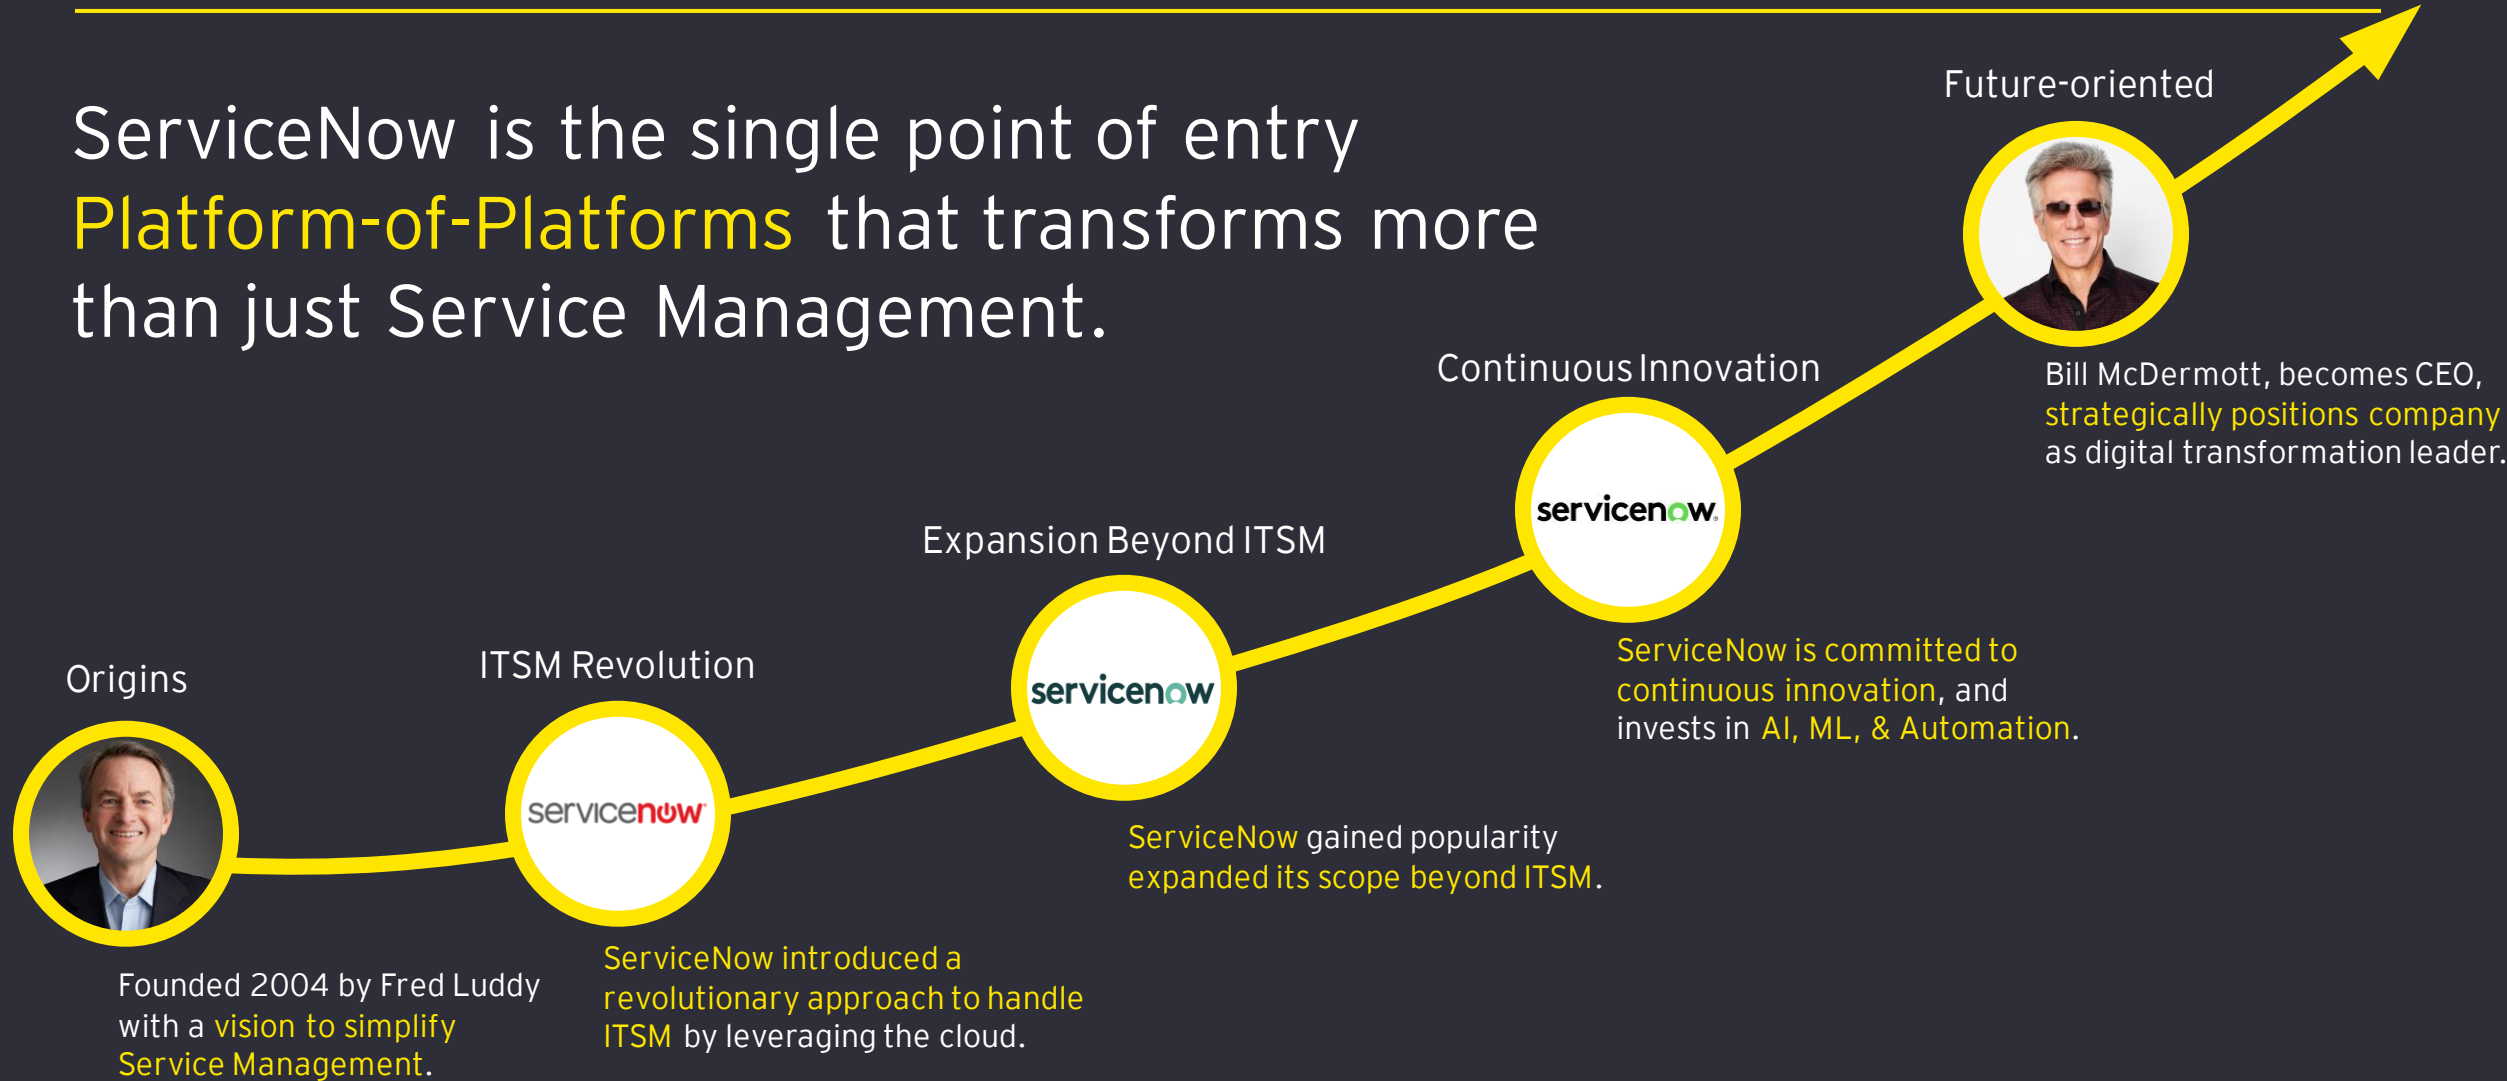 ServiceNow is the single point of entry
Platform-of-Platforms that transforms more
than just Service Management.
Origins
Founded 2004 by Fred Luddy
with a vision to simplify
Service Management.
ITSM Revolution
servicenow
ServiceNow introduced a
revolutionary approach to handle
ITSM by leveraging the cloud.
Expansion Beyond ITSM
servicenow
ServiceNow gained popularity
expanded its scope beyond ITSM.
Continuous Innovation
servicenow®
ServiceNow is committed to
continuous innovation, and
invests in AI, ML, & Automation.
Future-oriented
Bill McDermott, becomes CEO,
strategically positions company
as digital transformation leader.